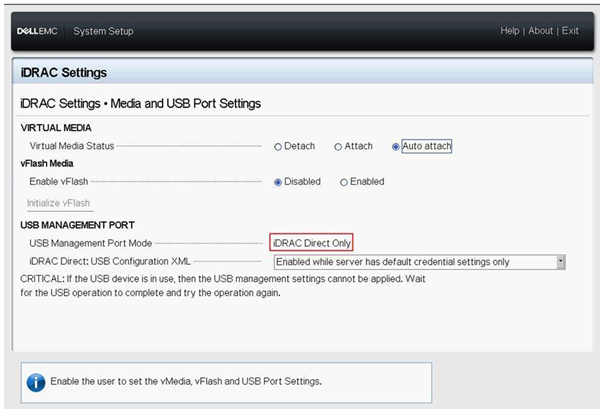 DELLEMC System Setup Help | About | Exit
iDRAC Settings
iDRAC Settings • Media and USB Port Settings
VIRTUAL MEDIA
Virtual Media Status Detach Attach Auto attach
vFlash Media
Enable vFlash Disabled Enabled
Initialize vFlash
USB MANAGEMENT PORT
USB Management Port Mode iDRAC Direct Only
iDRAC Direct: USB Configuration XML Enabled while server has default credential settings only
CRITICAL: If the USB device is in use, then the USB management settings cannot be applied. Wait
for the USB operation to complete and try the operation again.
Enable the user to set the vMedia, vFlash and USB Port Settings.